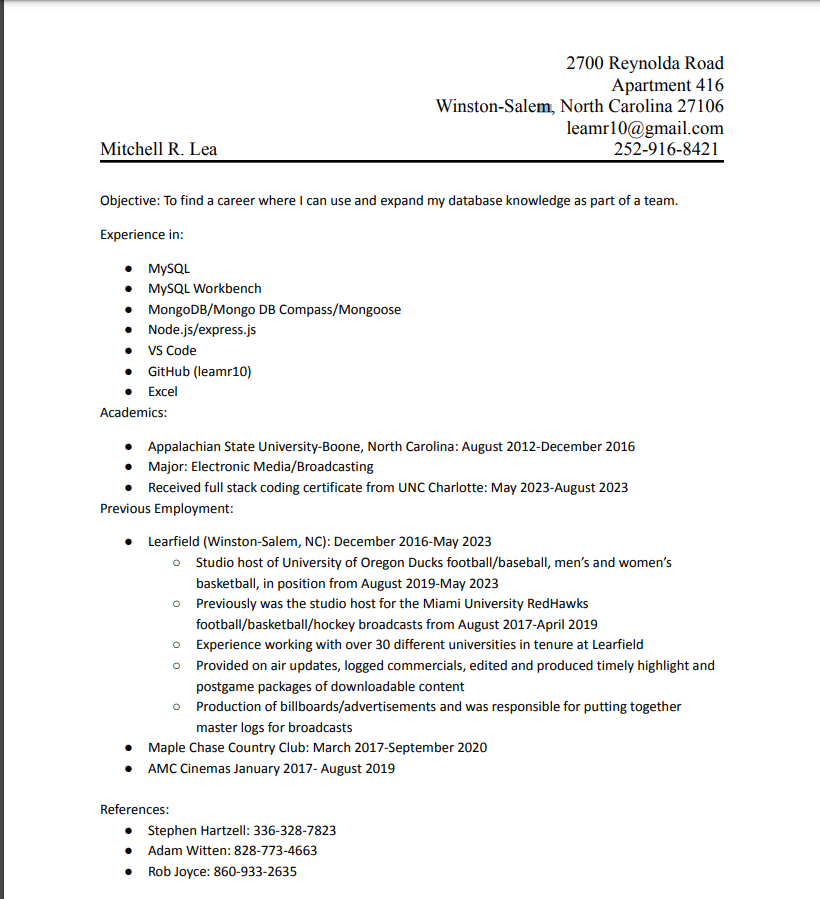 2700 Reynolda Road
Apartment 416
Winston-Salem, North Carolina 27106
leamr10@gmail.com
Mitchell R. Lea 252-916-8421
Objective: To find a career where I can use and expand my database knowledge as part of a team.
Experience in:
● MySQL
● MySQL Workbench
● MongoDB/Mongo DB Compass/Mongoose
● Node.js/express.js
● VS Code
● GitHub (leamr10)
● Excel
Academics:
● Appalachian State University-Boone, North Carolina: August 2012-December 2016
● Major: Electronic Media/Broadcasting
● Received full stack coding certificate from UNC Charlotte: May 2023-August 2023
Previous Employment:
● Learfield (Winston-Salem, NC): December 2016-May 2023
○ Studio host of University of Oregon Ducks football/baseball, men’s and women’s
basketball, in position from August 2019-May 2023
○ Previously was the studio host for the Miami University RedHawks
football/basketball/hockey broadcasts from August 2017-April 2019
○ Experience working with over 30 different universities in tenure at Learfield
○ Provided on air updates, logged commercials, edited and produced timely highlight and
postgame packages of downloadable content
○ Production of billboards/advertisements and was responsible for putting together
master logs for broadcasts
● Maple Chase Country Club: March 2017-September 2020
● AMC Cinemas January 2017- August 2019
References:
● Stephen Hartzell: 336-328-7823
● Adam Witten: 828-773-4663
● Rob Joyce: 860-933-2635